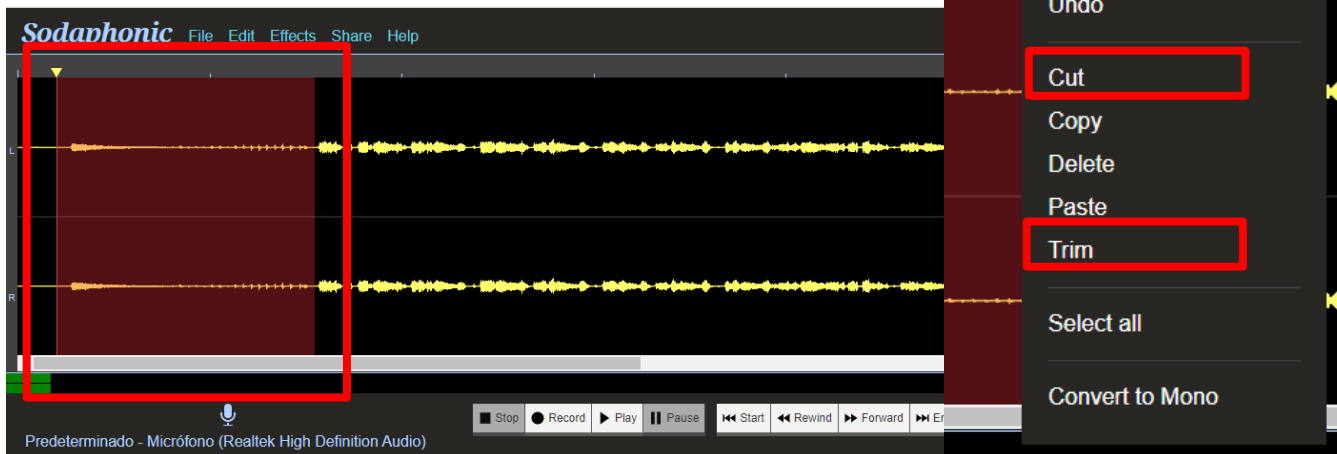 Sodaphonic File Edit Effects Share Help
L
R
Stop Record Play Pause Start Rewind Forward
Predeterminado - Micrófono (Realtek High Definition Audio)
Undo
Cut
Copy
Delete
Paste
Trim
Select all
Convert to Mono